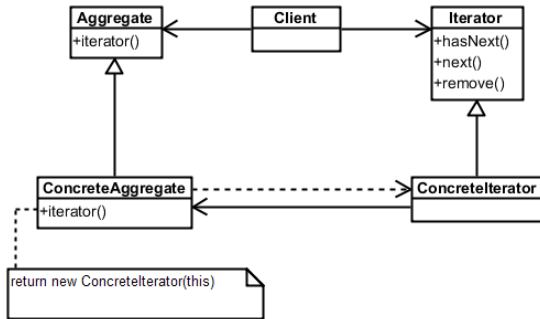 Aggregate
+iterator()
Client
Iterator
+hasNext()
+next()
+remove()
ConcreteAggregate
+iterator()
ConcreteIterator
return new ConcreteIterator(this)